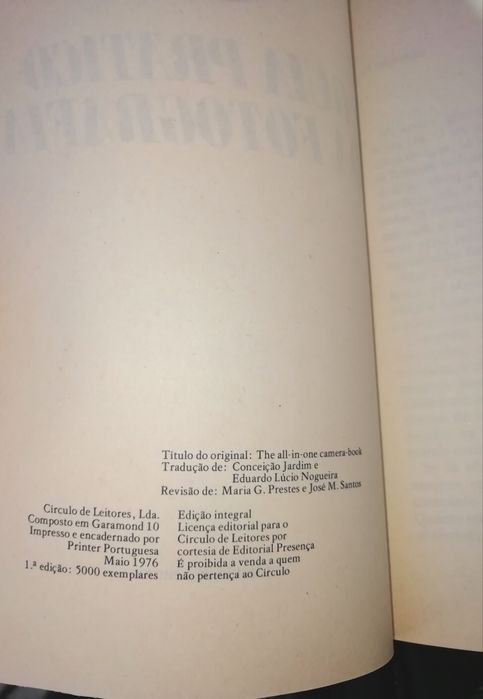 Título do original: The all-in-one camera-book
Tradução de: Conceição Jardim e
Eduardo Lúcio Nogueira
Revisão de: Maria G. Prestes e José M. Santos
Círculo de Leitores, Lda.
Composto em Garamond 10
Impresso e encadernado por
Printer Portuguesa
Maio 1976
1.ª edição: 5000 exemplares
Edição integral
Licença editorial para o
Círculo de Leitores por
cortesia de Editorial Presença
É proibida a venda a quem
não pertença ao Círculo